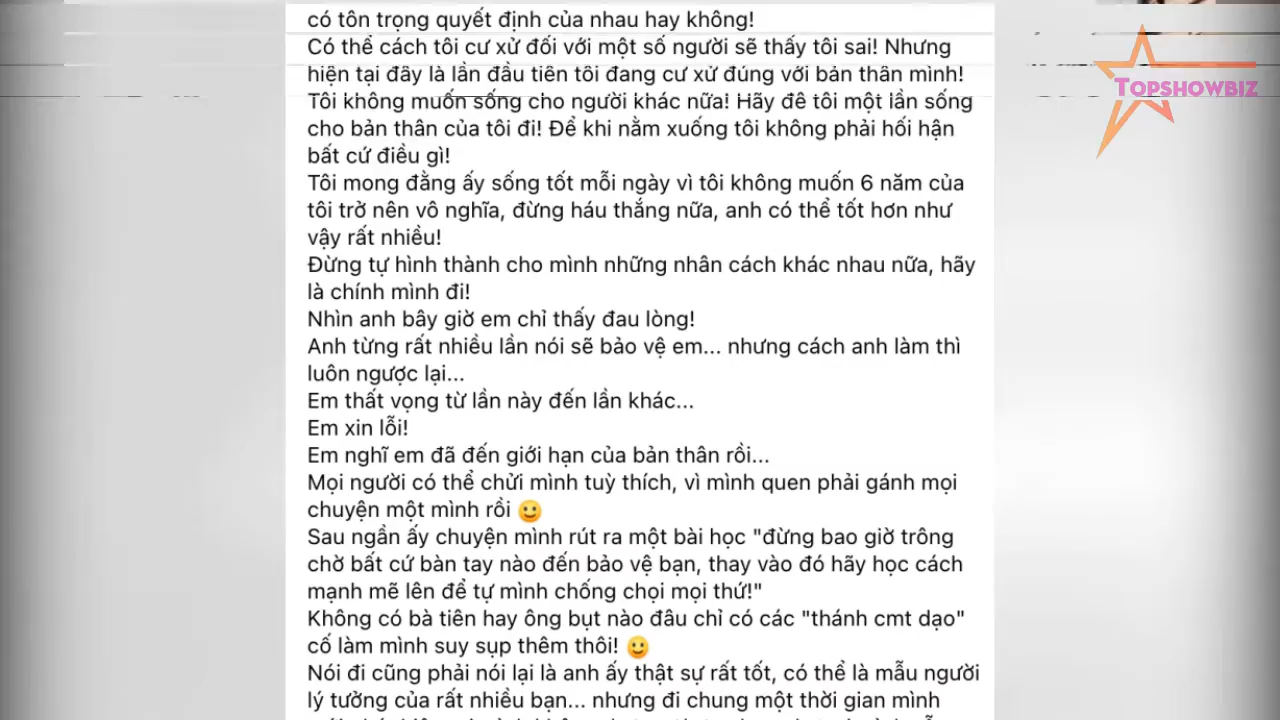 có tôn trọng quyết định của nhau hay không!
Có thể cách tôi cư xử đối với một số người sẽ thấy tôi sai! Nhưng
hiện tại đây là lần đầu tiên tôi đang cư xử đúng với bản thân mình!
Tôi không muốn sống cho người khác nữa! Hãy đê tôi một lần sống
cho bản thân của tôi đi! Để khi nằm xuống tôi không phải hối hận
bất cứ điều gì!
Tôi mong đằng ấy sống tốt mỗi ngày vì tôi không muốn 6 năm của
tôi trở nên vô nghĩa, đừng háu thắng nữa, anh có thể tốt hơn như
vậy rất nhiều!
Đừng tự hình thành cho mình những nhân cách khác nhau nữa, hãy
là chính mình đi!
Nhìn anh bây giờ em chỉ thấy đau lòng!
Anh từng rất nhiều lần nói sẽ bảo vệ em... nhưng cách anh làm thì
luôn ngược lại...
Em thất vọng từ lần này đến lần khác...
Em xin lỗi!
Em nghĩ em đã đến giới hạn của bản thân rồi...
Mọi người có thể chửi mình tuỳ thích, vì mình quen phải gánh mọi
chuyện một mình rồi 🙂
Sau ngần ấy chuyện mình rút ra một bài học "đừng bao giờ trông
chờ bất cứ bàn tay nào đến bảo vệ bạn, thay vào đó hãy học cách
mạnh mẽ lên để tự mình chống chọi mọi thứ!"
Không có bà tiên hay ông bụt nào đâu chỉ có các "thánh cmt dạo"
cố làm mình suy sụp thêm thôi! 🙂
Nói đi cũng phải nói lại là anh ấy thật sự rất tốt, có thể là mẫu người
lý tưởng của rất nhiều bạn... nhưng đi chung một thời gian mình
TOPSHOWBIZ